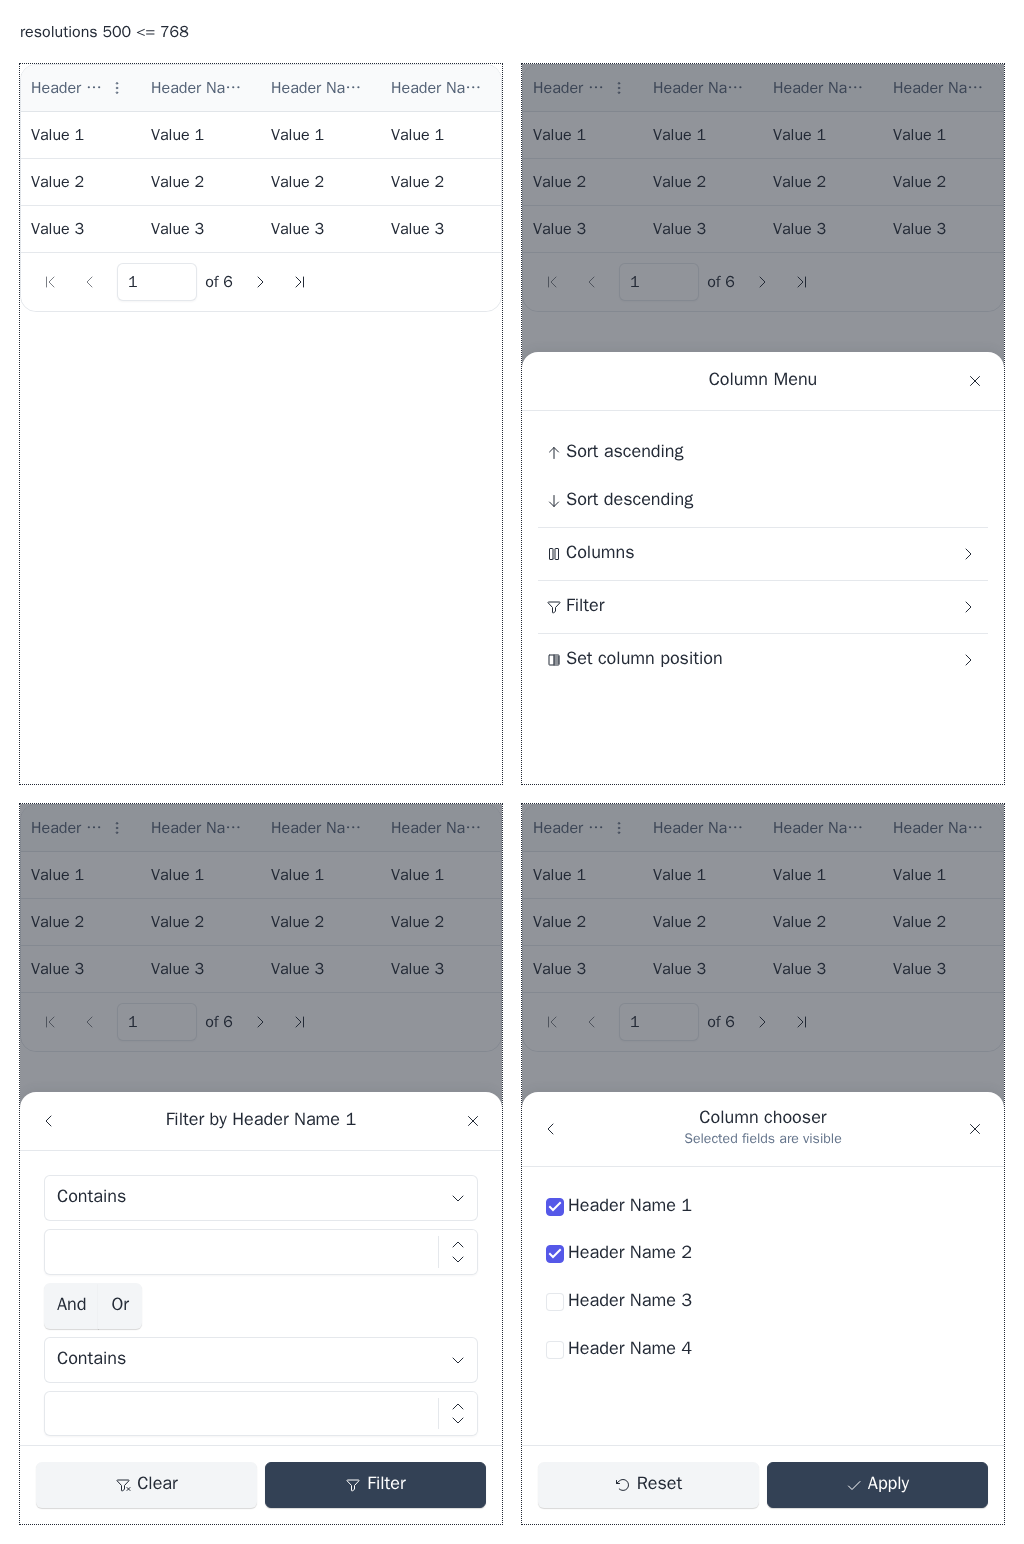 resolutions 500 <= 768
Header ··· Header Na··· Header Na··· Header Na···
Value 1 Value 1 Value 1 Value 1
Value 2 Value 2 Value 2 Value 2
Value 3 Value 3 Value 3 Value 3
1 of 6
Header ··· Header Na··· Header Na··· Header Na···
Value 1 Value 1 Value 1 Value 1
Value 2 Value 2 Value 2 Value 2
Value 3 Value 3 Value 3 Value 3
1 of 6
Column Menu
Sort ascending
Sort descending
Columns
Filter
Set column position
Header ··· Header Na··· Header Na··· Header Na···
Value 1 Value 1 Value 1 Value 1
Value 2 Value 2 Value 2 Value 2
Value 3 Value 3 Value 3 Value 3
1 of 6
Filter by Header Name 1
Contains
And Or
Contains
Clear Filter
Header ··· Header Na··· Header Na··· Header Na···
Value 1 Value 1 Value 1 Value 1
Value 2 Value 2 Value 2 Value 2
Value 3 Value 3 Value 3 Value 3
1 of 6
Column chooser
Selected fields are visible
Header Name 1
Header Name 2
Header Name 3
Header Name 4
Reset Apply